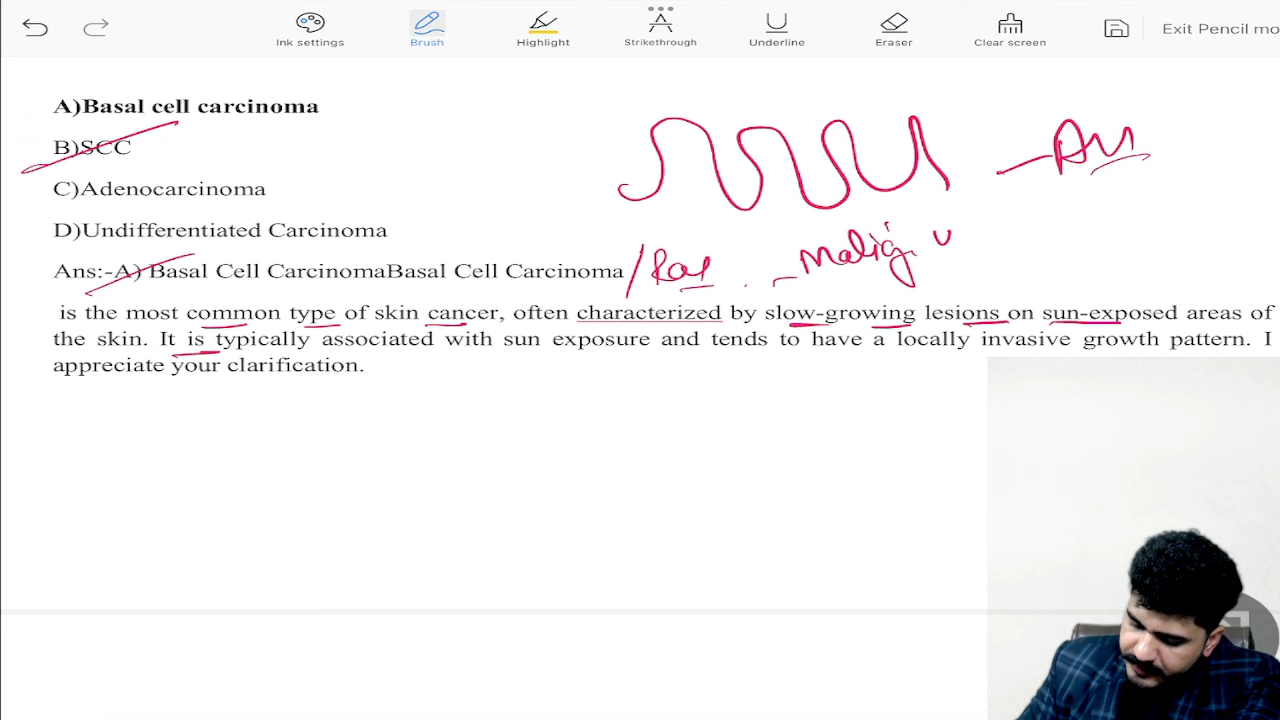 Ink settings
Brush
Highlight
Strikethrough
Underline
Eraser
Clear screen
Exit Pencil mo
A)Basal cell carcinoma
B)SCC
C)Adenocarcinoma
D)Undifferentiated Carcinoma
Ans:-A) Basal Cell CarcinomaBasal Cell Carcinoma
is the most common type of skin cancer, often characterized by slow-growing lesions on sun-exposed areas of
the skin. It is typically associated with sun exposure and tends to have a locally invasive growth pattern. I
appreciate your clarification.